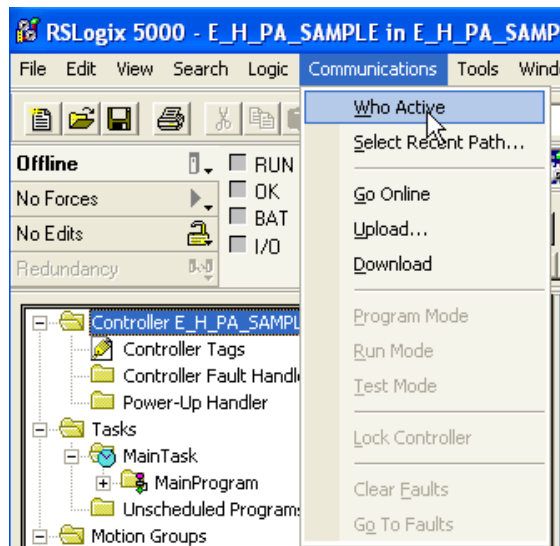 RSLogix 5000 - E_H_PA_SAMPLE in E_H_PA_SAMP
File Edit View Search Logic Communications Tools Wind
Who Active
Select Recent Path...
Offline
RUN
No Forces
OK
Go Online
BAT
No Edits
Upload...
I/O
Redundancy
Download
Program Mode
Controller E_H_PA_SAMPL
Controller Tags
Run Mode
Controller Fault Handl
Test Mode
Power-Up Handler
Tasks
Lock Controller
MainTask
MainProgram
Clear Faults
Unscheduled Programs
Go To Faults
Motion Groups